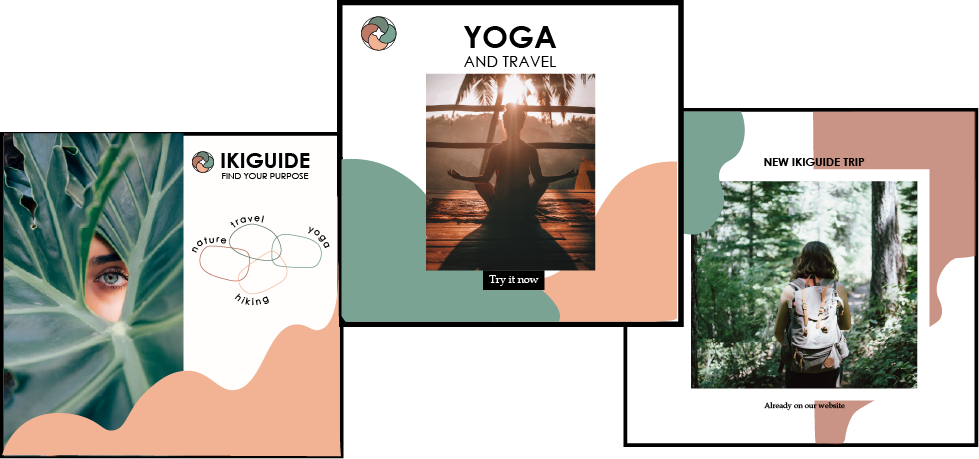 IKIGUIDE
FIND YOUR PURPOSE
travel
nature
yoga
hiking
YOGA
AND TRAVEL
Try it now
NEW IKIGUIDE TRIP
Already on our website